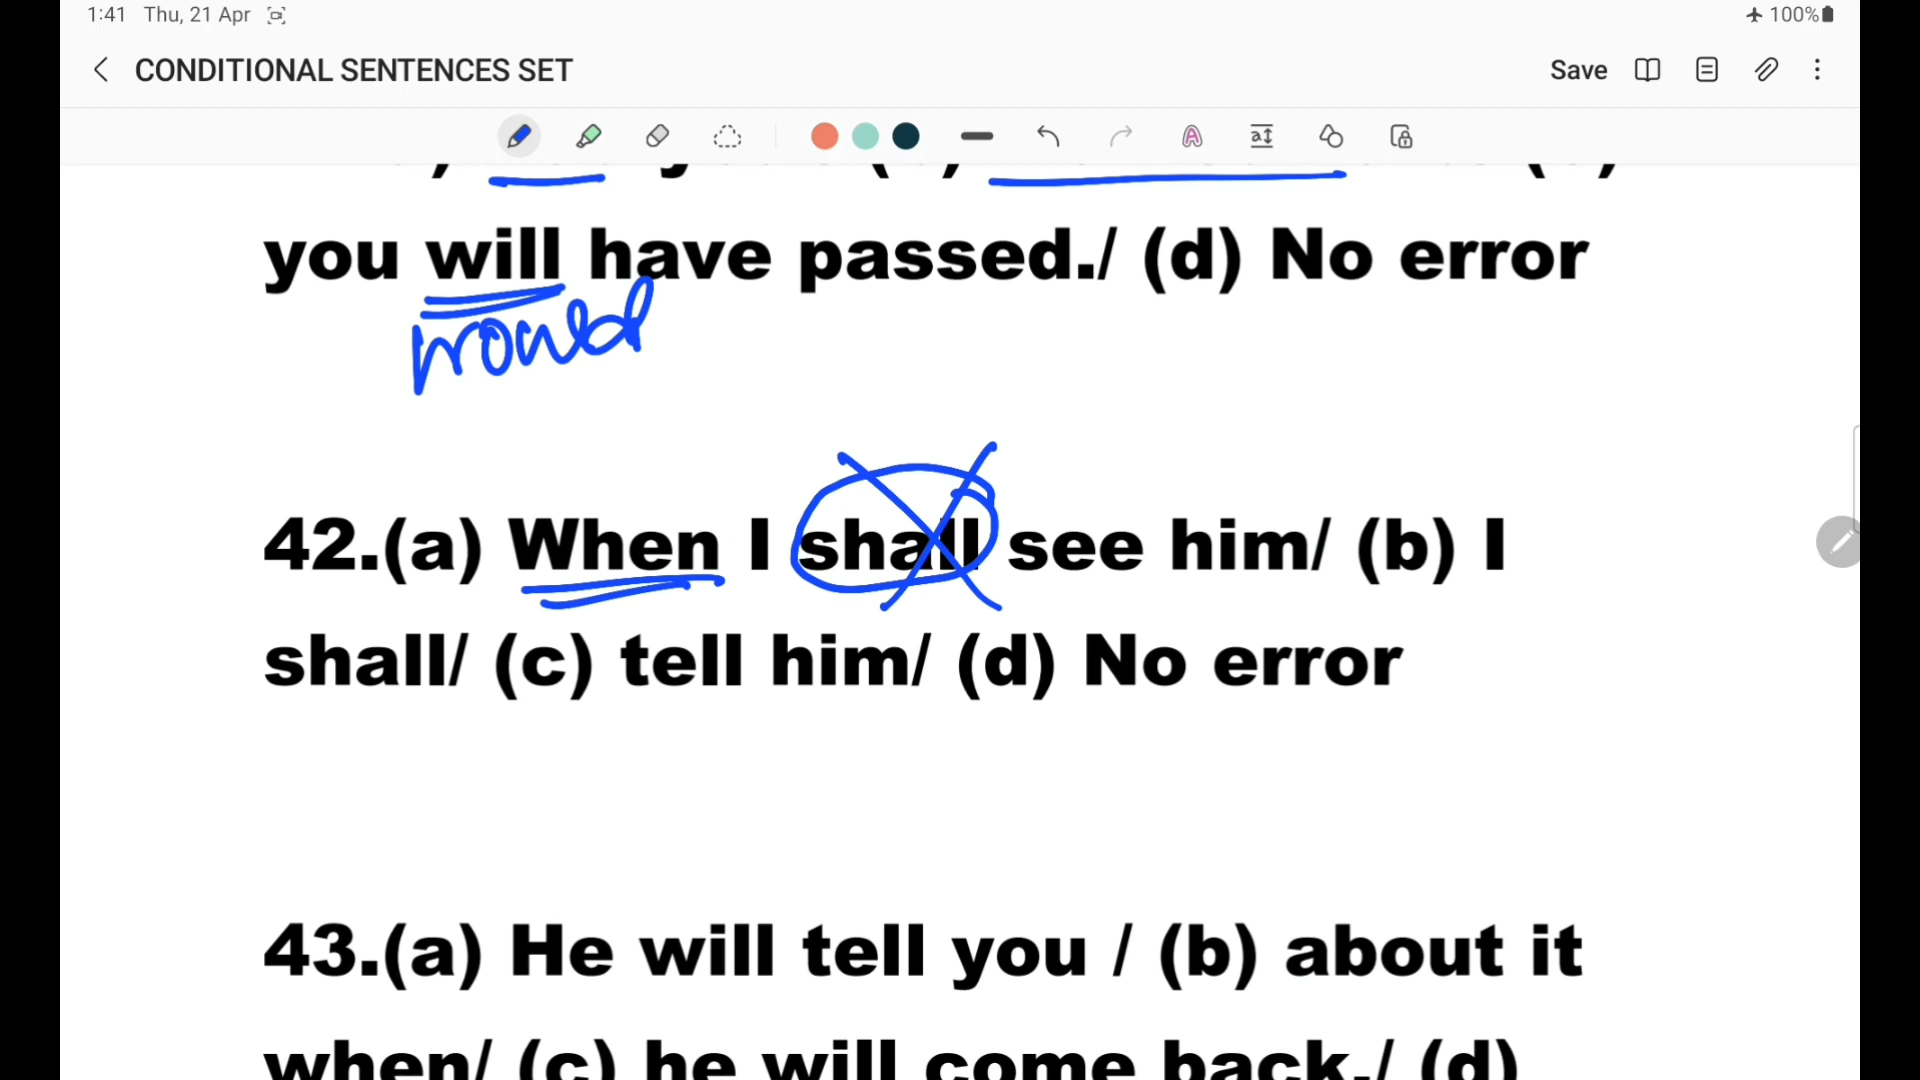 1:41 Thu, 21 Apr 100%
CONDITIONAL SENTENCES SET Save
you will have passed./ (d) No error
would
42.(a) When I shall see him/ (b) I
shall/ (c) tell him/ (d) No error
43.(a) He will tell you / (b) about it
when/ (c) he will come back./ (d)